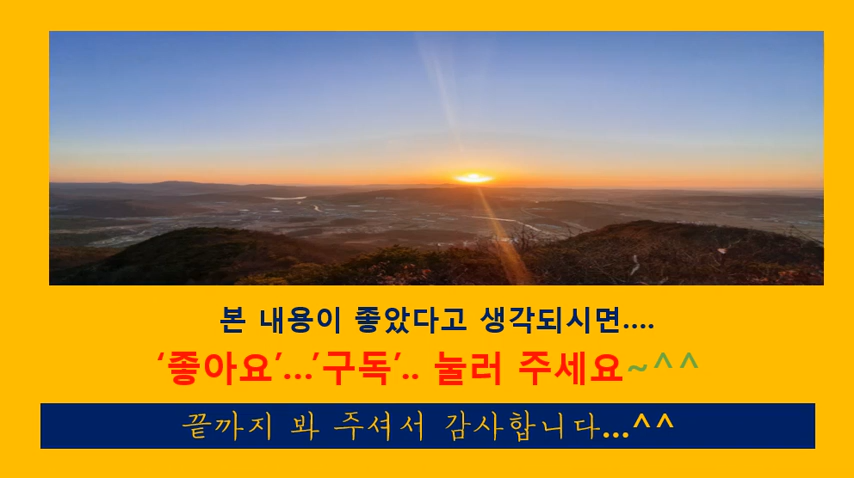 본 내용이 좋았다고 생각되시면....
‘좋아요’...’구독’.. 눌러 주세요~^^
끝까지 봐 주셔서 감사합니다...^^